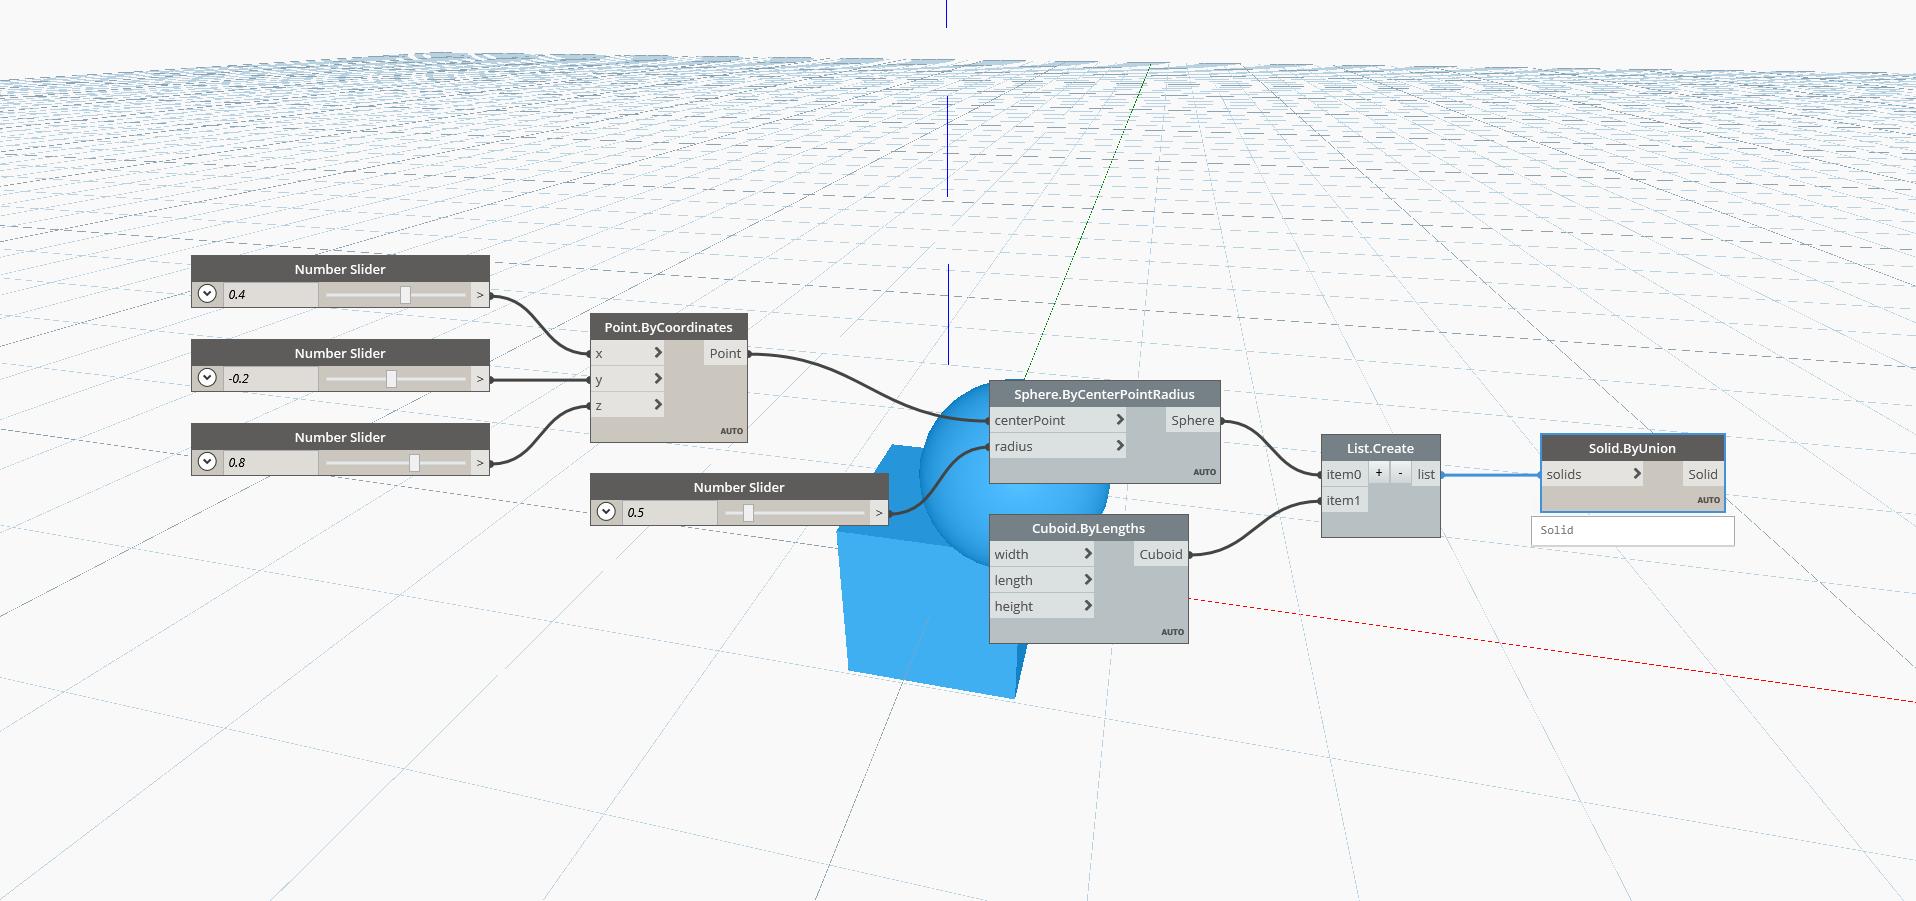 Number Slider
0.4 >
Number Slider
-0.2 >
Number Slider
0.8 >
Point.ByCoordinates
x > Point
y >
z >
AUTO
Number Slider
0.5 >
Sphere.ByCenterPointRadius
centerPoint > Sphere
radius >
AUTO
Cuboid.ByLengths
width > Cuboid
length >
height >
AUTO
List.Create
item0 + - list
item1
Solid.ByUnion
solids > Solid
AUTO
Solid